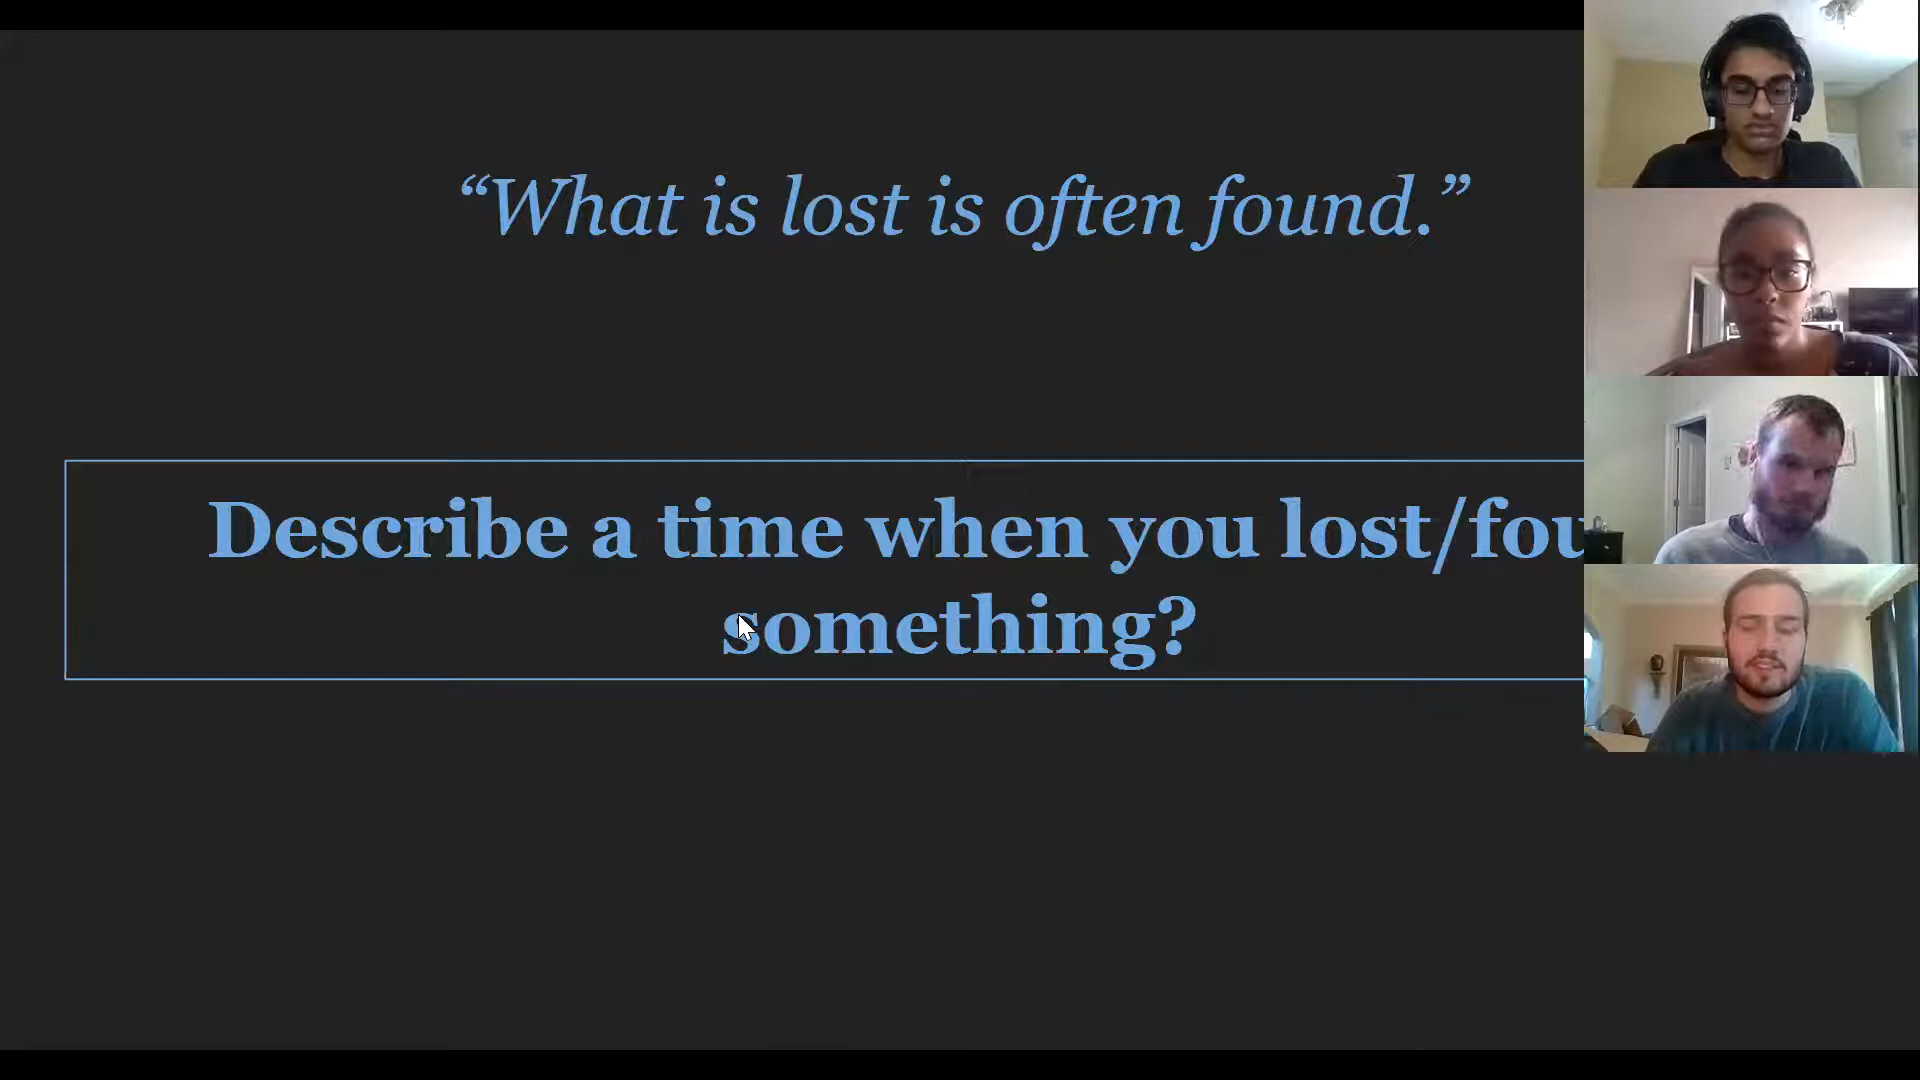 “What is lost is often found.”
Describe a time when you lost/fou
something?